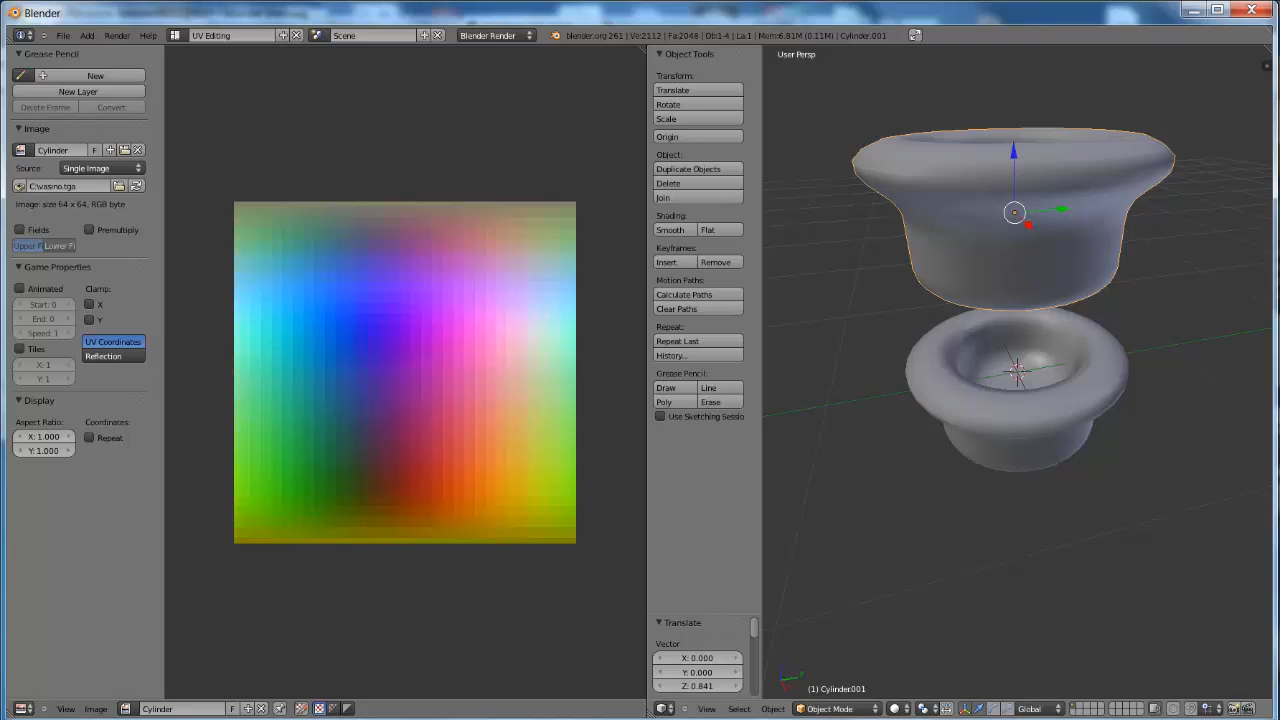 Blender
File Add Render Help UV Editing Scene Blender Render blender.org 261 | Ve:2112 | Fa:2048 | Ob:1-4 | La:1 | Mem:6.81M (0.11M) | Cylinder.001
Grease Pencil
New
New Layer
Delete Frame Convert
Image
Cylinder F
Source: Single Image
C:\vasino.tga
Image: size 64 x 64, RGB byte
Fields Premultiply
Upper F Lower Fi
Game Properties
Animated Clamp:
Start: 0 X
End: 0 Y
Speed: 1
UV Coordinates
Tiles Reflection
X: 1
Y: 1
Display
Aspect Ratio: Coordinates:
X: 1.000 Repeat
Y: 1.000
View Image Cylinder F
Object Tools
Transform:
Translate
Rotate
Scale
Origin
Object:
Duplicate Objects
Delete
Join
Shading:
Smooth Flat
Keyframes:
Insert Remove
Motion Paths:
Calculate Paths
Clear Paths
Repeat:
Repeat Last
History...
Grease Pencil:
Draw Line
Poly Erase
Use Sketching Sessio
Translate
Vector
X: 0.000
Y: 0.000
Z: 0.841
User Persp
Y
(1) Cylinder.001
View Select Object Object Mode Global